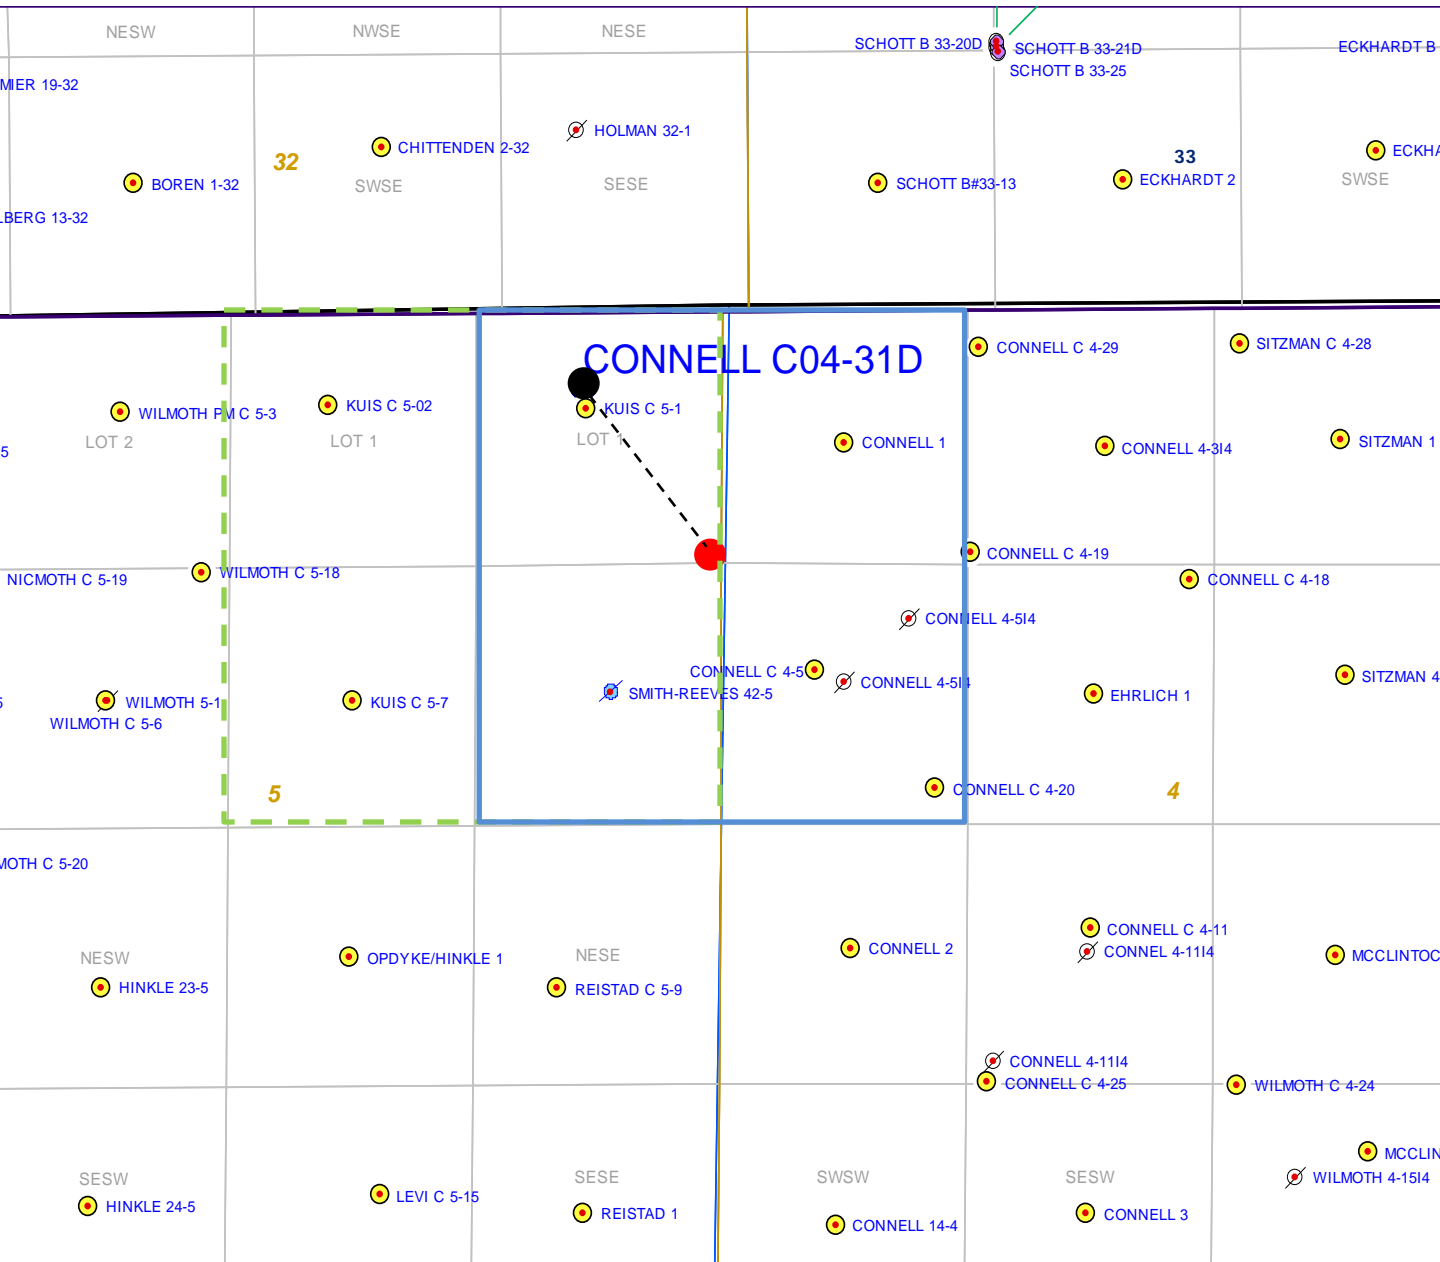 NESW
NWSE
NESE
SCHOTT B 33-20D
SCHOTT B 33-21D
ECKHARDT B
SCHOTT B 33-25
MIER 19-32
HOLMAN 32-1
CHITTENDEN 2-32
ECKHA
32
33
BOREN 1-32
SWSE
SESE
SCHOTT B#33-13
ECKHARDT 2
SWSE
LBERG 13-32
CONNELL C04-31D
CONNELL C 4-29
SITZMAN C 4-28
WILMOTH PM C 5-3
KUIS C 5-02
KUIS C 5-1
LOT 2
LOT 1
LOT 1
CONNELL 1
CONNELL 4-3I4
SITZMAN 1
5
NICMOTH C 5-19
WILMOTH C 5-18
CONNELL C 4-19
CONNELL C 4-18
CONNELL 4-5I4
CONNELL C 4-5
CONNELL 4-5I4
SITZMAN 4
5
WILMOTH 5-1
WILMOTH C 5-6
KUIS C 5-7
SMITH-REEVES 42-5
EHRLICH 1
5
CONNELL C 4-20
4
MOTH C 5-20
NESW
OPDYKE/HINKLE 1
NESE
CONNELL 2
CONNELL C 4-11
CONNEL 4-11I4
MCCLINTOC
HINKLE 23-5
REISTAD C 5-9
CONNELL 4-11I4
CONNELL C 4-25
WILMOTH C 4-24
MCCLIN
SESW
SESE
SWSW
SESW
WILMOTH 4-15I4
HINKLE 24-5
LEVI C 5-15
REISTAD 1
CONNELL 14-4
CONNELL 3